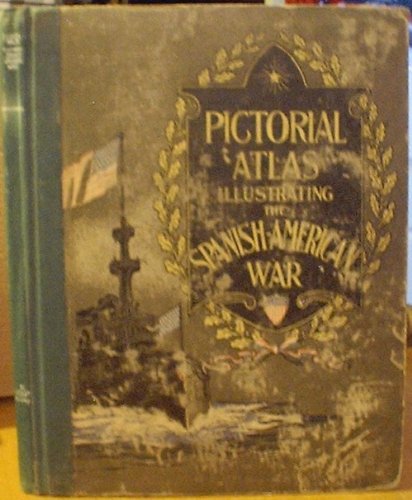 PICTORIAL
ATLAS
ILLUSTRATING
THE
SPANISH-AMERICAN
WAR